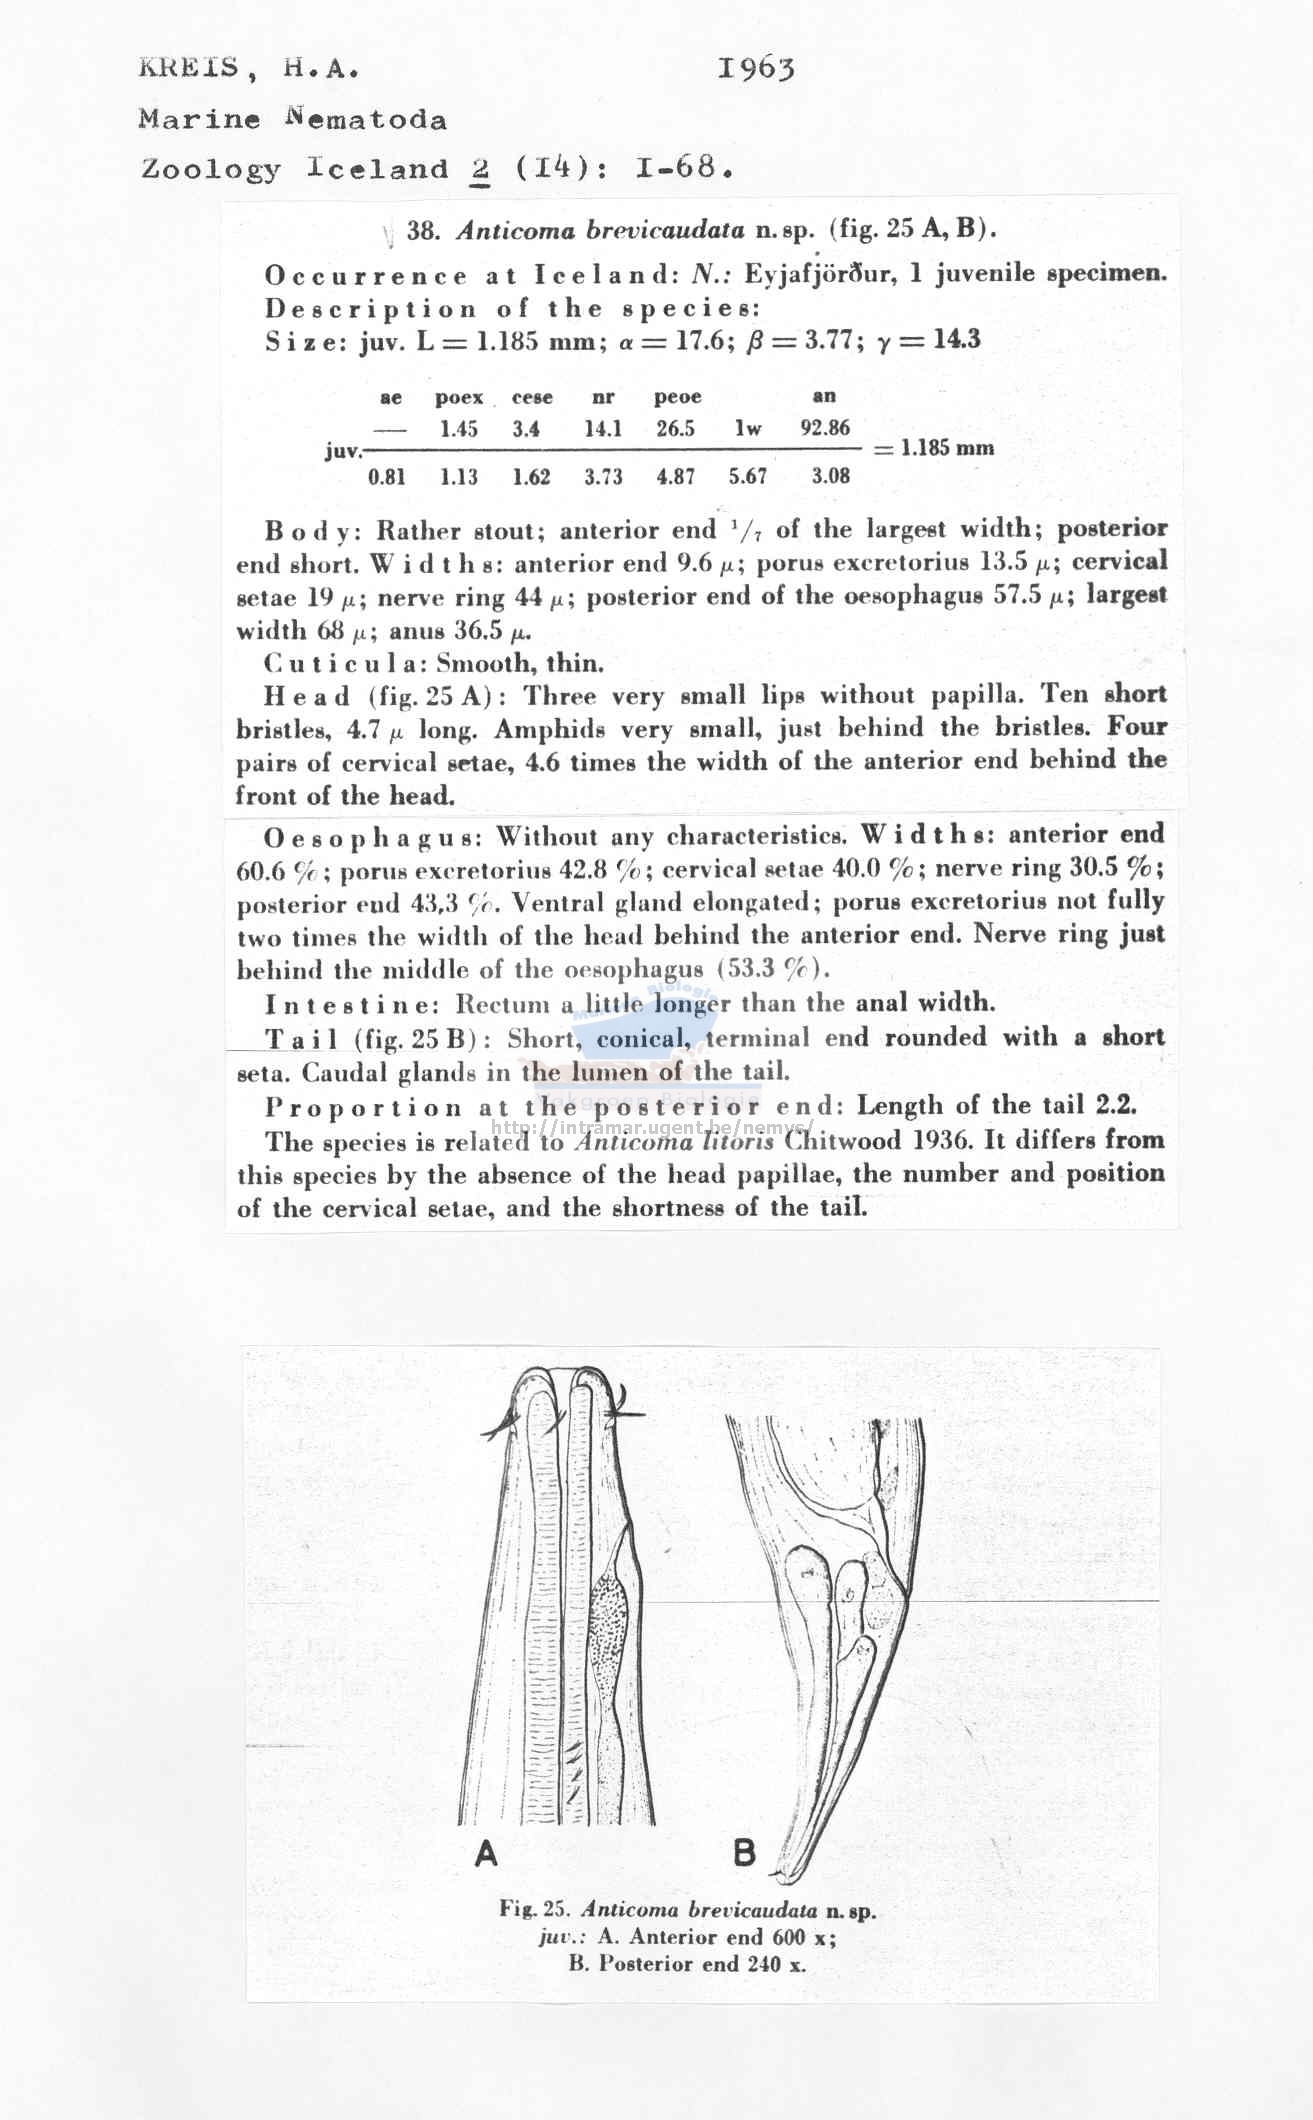 KREIS, H.A. 1963
Marine Nematoda
Zoology Iceland 2 (I4): I-68.
38. Anticoma brevicaudata n. sp. (fig. 25 A, B).
Occurrence at Iceland: N.: Eyjafjörður, 1 juvenile specimen.
Description of the species:
Size: juv. L = 1.185 mm; α = 17.6; β = 3.77; γ = 14.3
ae poex cese nr peoe an
— 1.45 3.4 14.1 26.5 lw 92.86
juv. = 1.185 mm
0.81 1.13 1.62 3.73 4.87 5.67 3.08
Body: Rather stout; anterior end 1/7 of the largest width; posterior
end short. Widths: anterior end 9.6 μ; porus excretorius 13.5 μ; cervical
setae 19 μ; nerve ring 44 μ; posterior end of the oesophagus 57.5 μ; largest
width 68 μ; anus 36.5 μ.
Cuticula: Smooth, thin.
Head (fig. 25 A): Three very small lips without papilla. Ten short
bristles, 4.7 μ long. Amphids very small, just behind the bristles. Four
pairs of cervical setae, 4.6 times the width of the anterior end behind the
front of the head.
Oesophagus: Without any characteristics. Widths: anterior end
60.6 %; porus excretorius 42.8 %; cervical setae 40.0 %; nerve ring 30.5 %;
posterior end 43,3 %. Ventral gland elongated; porus excretorius not fully
two times the width of the head behind the anterior end. Nerve ring just
behind the middle of the oesophagus (53.3 %).
Intestine: Rectum a little longer than the anal width.
Tail (fig. 25 B): Short, conical, terminal end rounded with a short
seta. Caudal glands in the lumen of the tail.
Proportion at the posterior end: Length of the tail 2.2.
The species is related to Anticoma litoris Chitwood 1936. It differs from
this species by the absence of the head papillae, the number and position
of the cervical setae, and the shortness of the tail.
Marine Biologie
Vakgroep Biologie
http://intramar.ugent.be/nemys/
A B
Fig. 25. Anticoma brevicaudata n. sp.
juv.: A. Anterior end 600 x;
B. Posterior end 240 x.